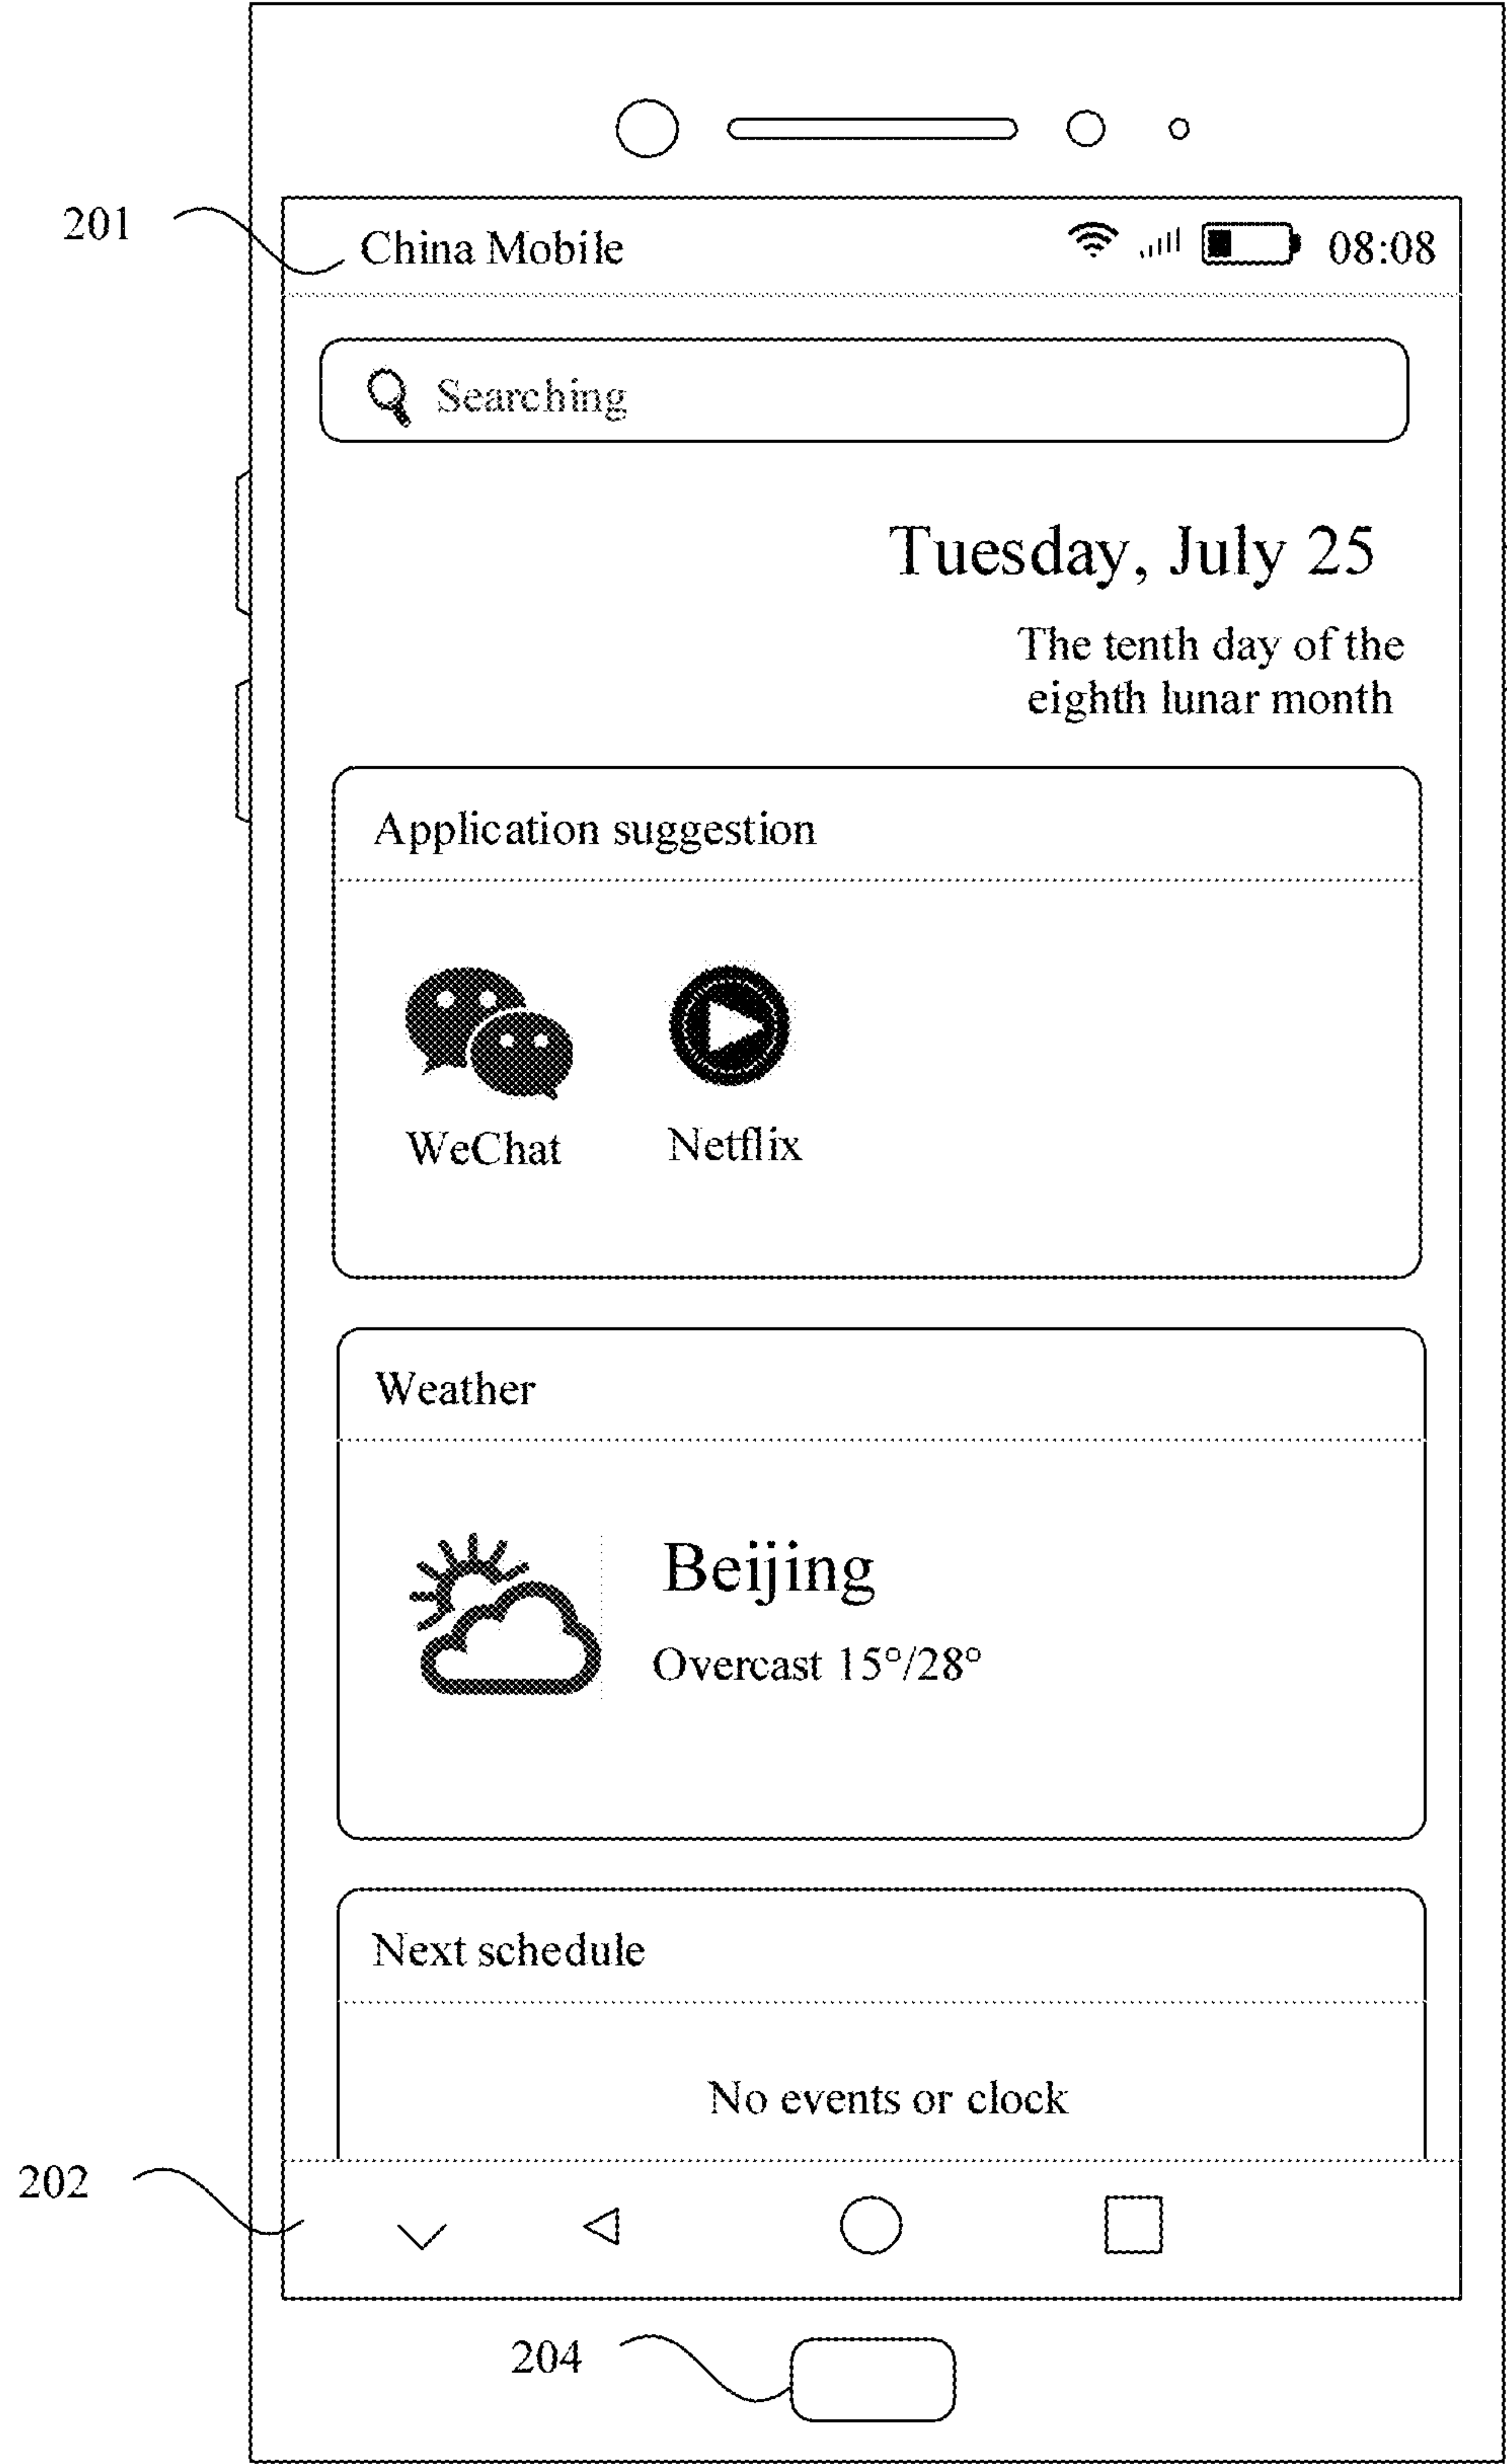 201
China Mobile 08:08
Searching
Tuesday, July 25
The tenth day of the
eighth lunar month
Application suggestion
WeChat Netflix
Weather
Beijing
Overcast 15°/28°
Next schedule
No events or clock
202
204